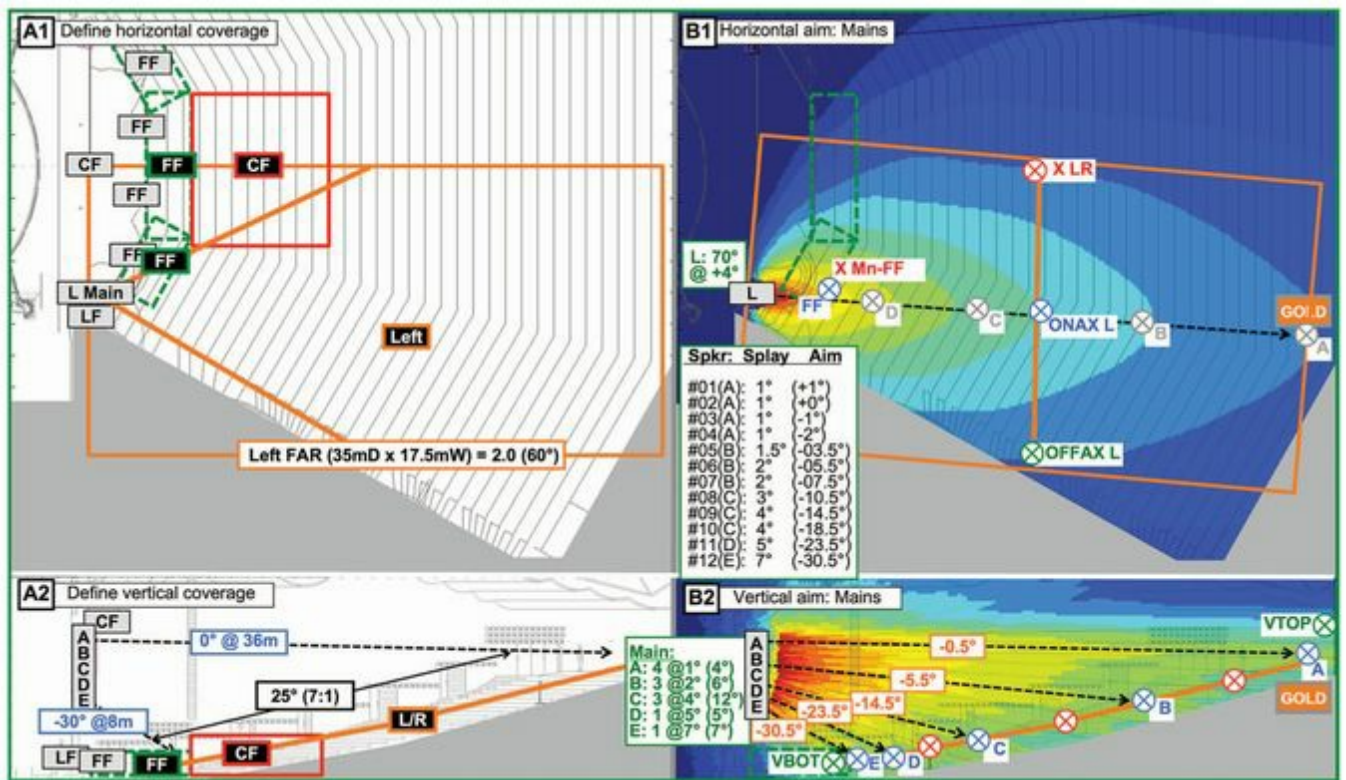 A1 Define horizontal coverage
FF
FF
CF
FF
CF
FF
FF
FF
L Main
LF
Left
Left FAR (35mD x 17.5mW) = 2.0 (60°)
B1 Horizontal aim: Mains
X LR
L: 70°
@ +4°
X Mn-FF
L
FF
D
C
ONAX L
B
GOLD
A
OFFAX L
Spkr: Splay Aim
#01(A): 1° (+1°)
#02(A): 1° (+0°)
#03(A): 1° (-1°)
#04(A): 1° (-2°)
#05(B): 1.5° (-03.5°)
#06(B): 2° (-05.5°)
#07(B): 2° (-07.5°)
#08(C): 3° (-10.5°)
#09(C): 4° (-14.5°)
#10(C): 4° (-18.5°)
#11(D): 5° (-23.5°)
#12(E): 7° (-30.5°)
A2 Define vertical coverage
CF
A
B
C
D
E
0° @ 36m
25° (7:1)
-30° @8m
L/R
CF
LF
FF
FF
Main:
A: 4 @1° (4°)
B: 3 @2° (6°)
C: 3 @4° (12°)
D: 1 @5° (5°)
E: 1 @7° (7°)
B2 Vertical aim: Mains
VTOP
A
B
C
D
E
-0.5°
A
-5.5°
GOLD
-14.5°
-23.5°
B
-30.5°
C
VBOT
E
D